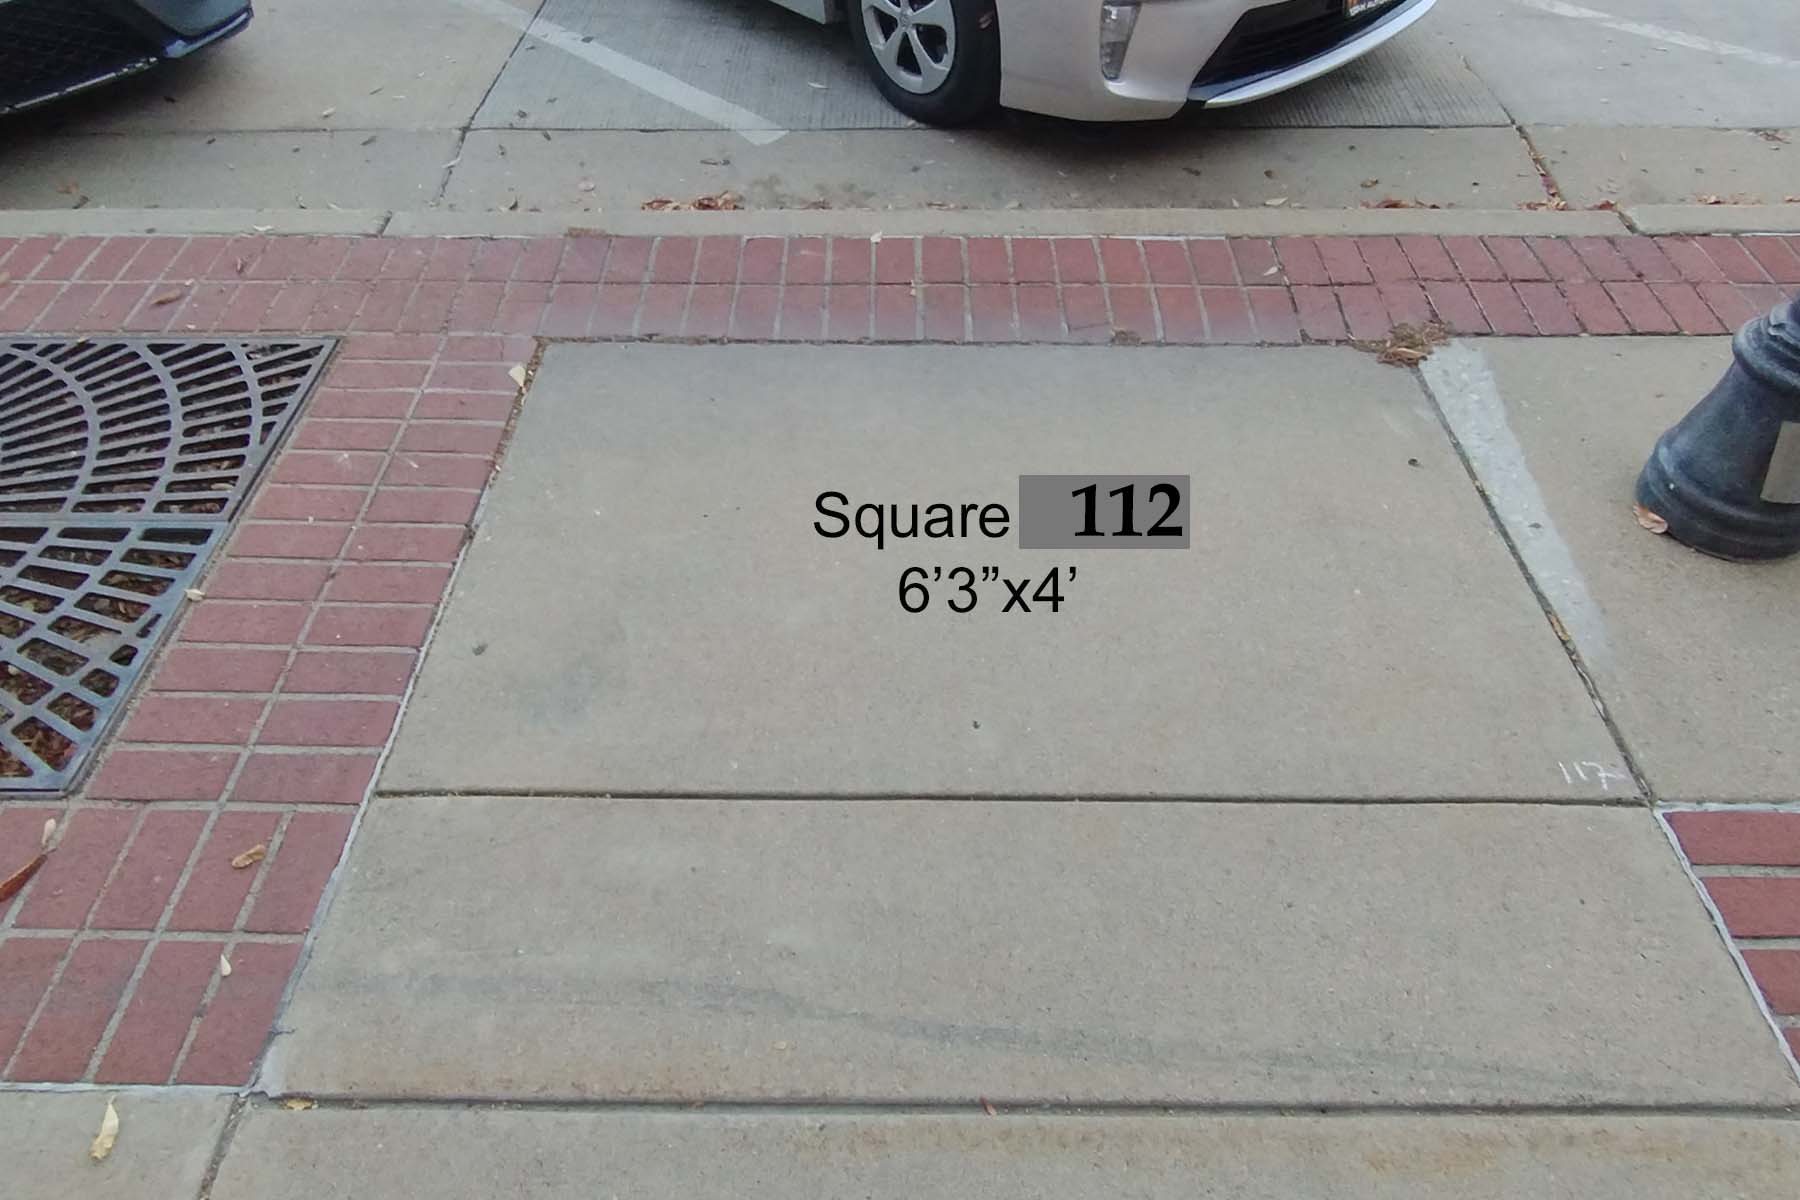 Square 112
6’3”x4’
117